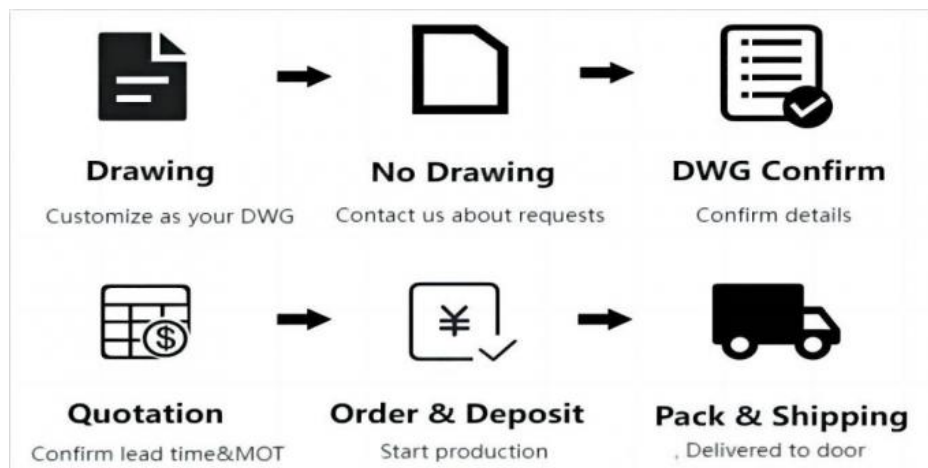 Drawing
No Drawing
DWG Confirm
Customize as your DWG
Contact us about requests
Confirm details
$
¥
Quotation
Order & Deposit
Pack & Shipping
Confirm lead time&MOT
Start production
, Delivered to door